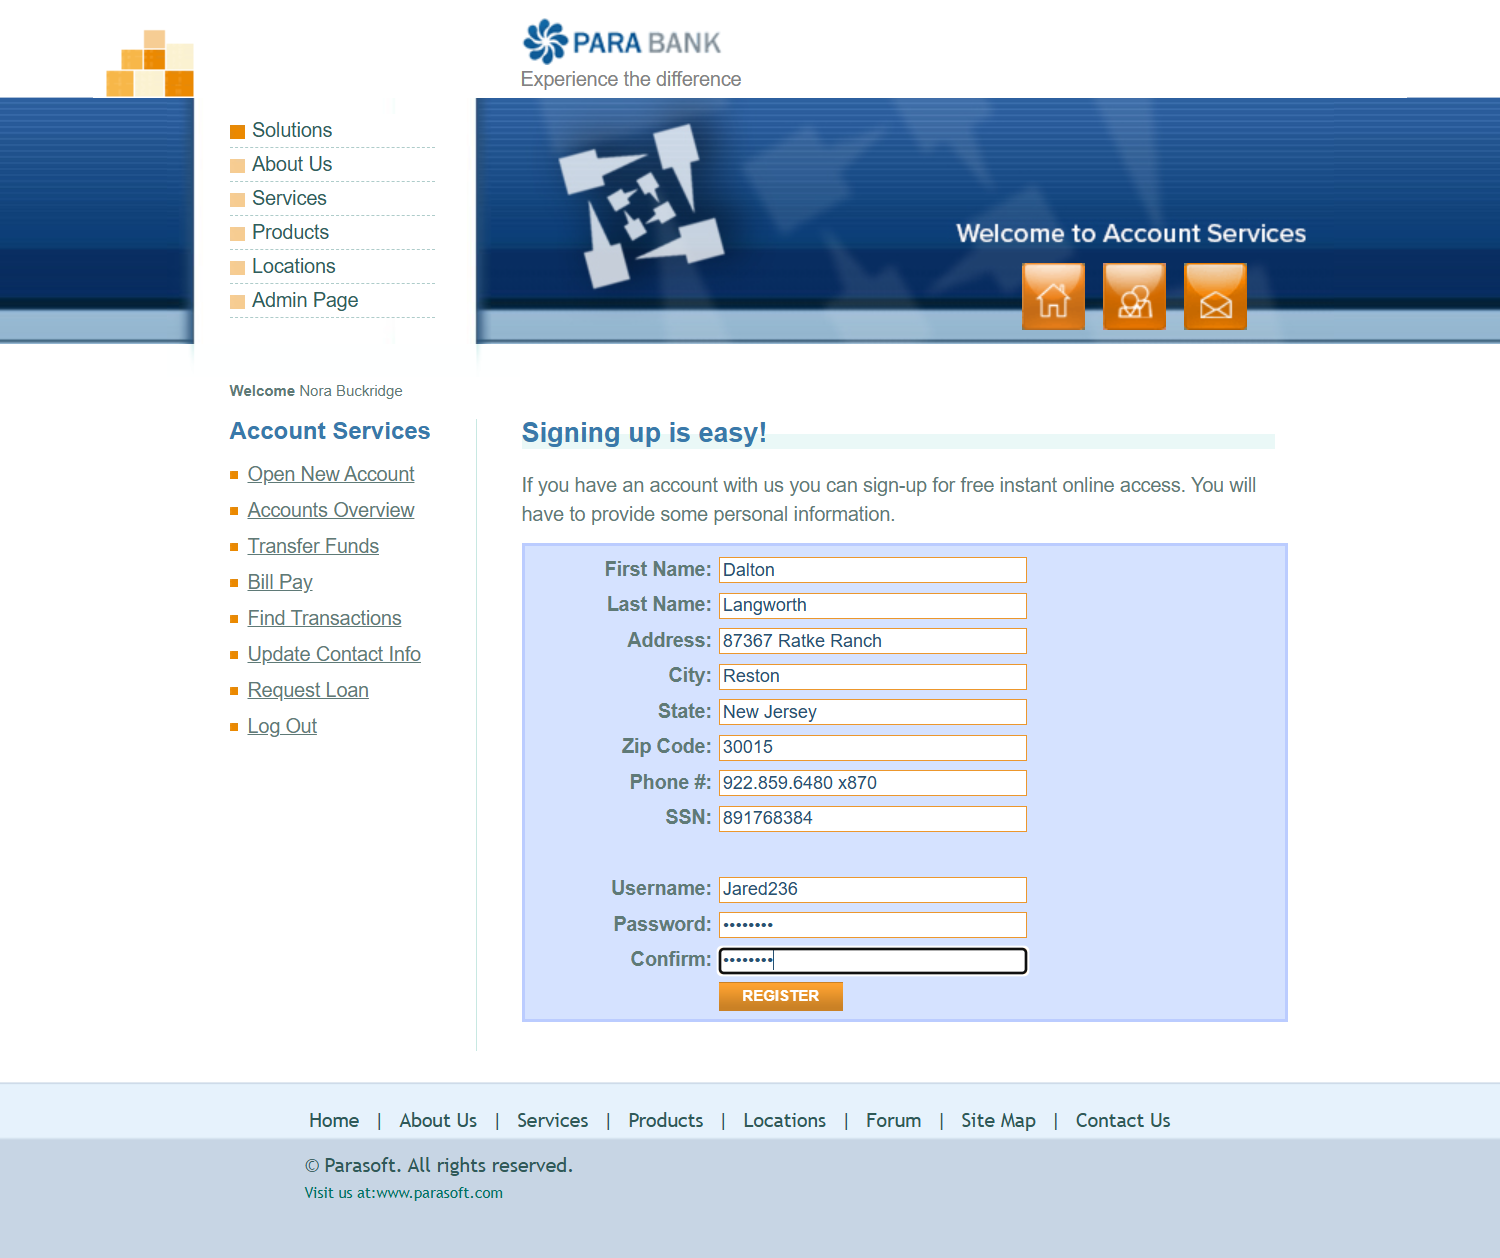 PARA BANK
Experience the difference
Solutions
About Us
Services
Products
Locations
Admin Page
Welcome to Account Services
Welcome Nora Buckridge
Account Services
Open New Account
Accounts Overview
Transfer Funds
Bill Pay
Find Transactions
Update Contact Info
Request Loan
Log Out
Signing up is easy!
If you have an account with us you can sign-up for free instant online access. You will
have to provide some personal information.
First Name: Dalton
Last Name: Langworth
Address: 87367 Ratke Ranch
City: Reston
State: New Jersey
Zip Code: 30015
Phone #: 922.859.6480 x870
SSN: 891768384
Username: Jared236
Password: ••••••••
Confirm: ••••••••
REGISTER
Home | About Us | Services | Products | Locations | Forum | Site Map | Contact Us
© Parasoft. All rights reserved.
Visit us at:www.parasoft.com